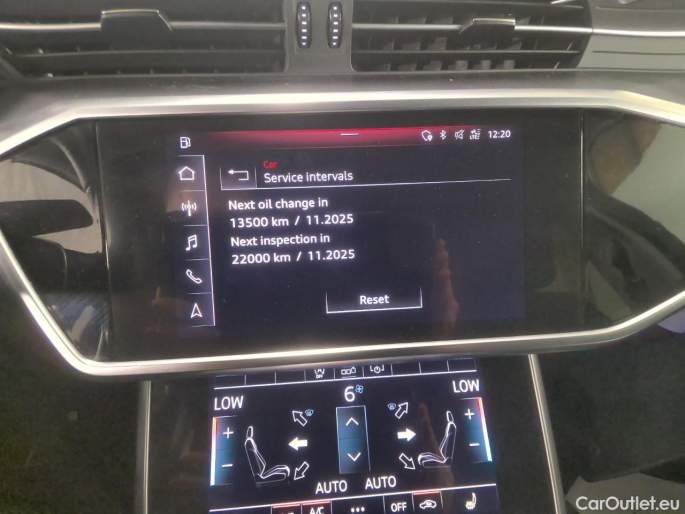 12:20
Car
Service intervals
Next oil change in
13500 km / 11.2025
Next inspection in
22000 km / 11.2025
Reset
LOW
6
LOW
AUTO AUTO
A/C
OFF
CarOutlet.eu